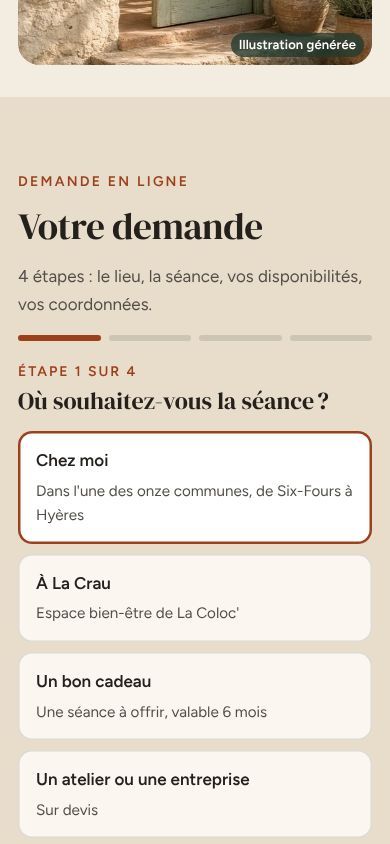 Illustration générée
DEMANDE EN LIGNE
Votre demande
4 étapes : le lieu, la séance, vos disponibilités,
vos coordonnées.
ÉTAPE 1 SUR 4
Où souhaitez-vous la séance ?
Chez moi
Dans l'une des onze communes, de Six-Fours à
Hyères
À La Crau
Espace bien-être de La Coloc'
Un bon cadeau
Une séance à offrir, valable 6 mois
Un atelier ou une entreprise
Sur devis